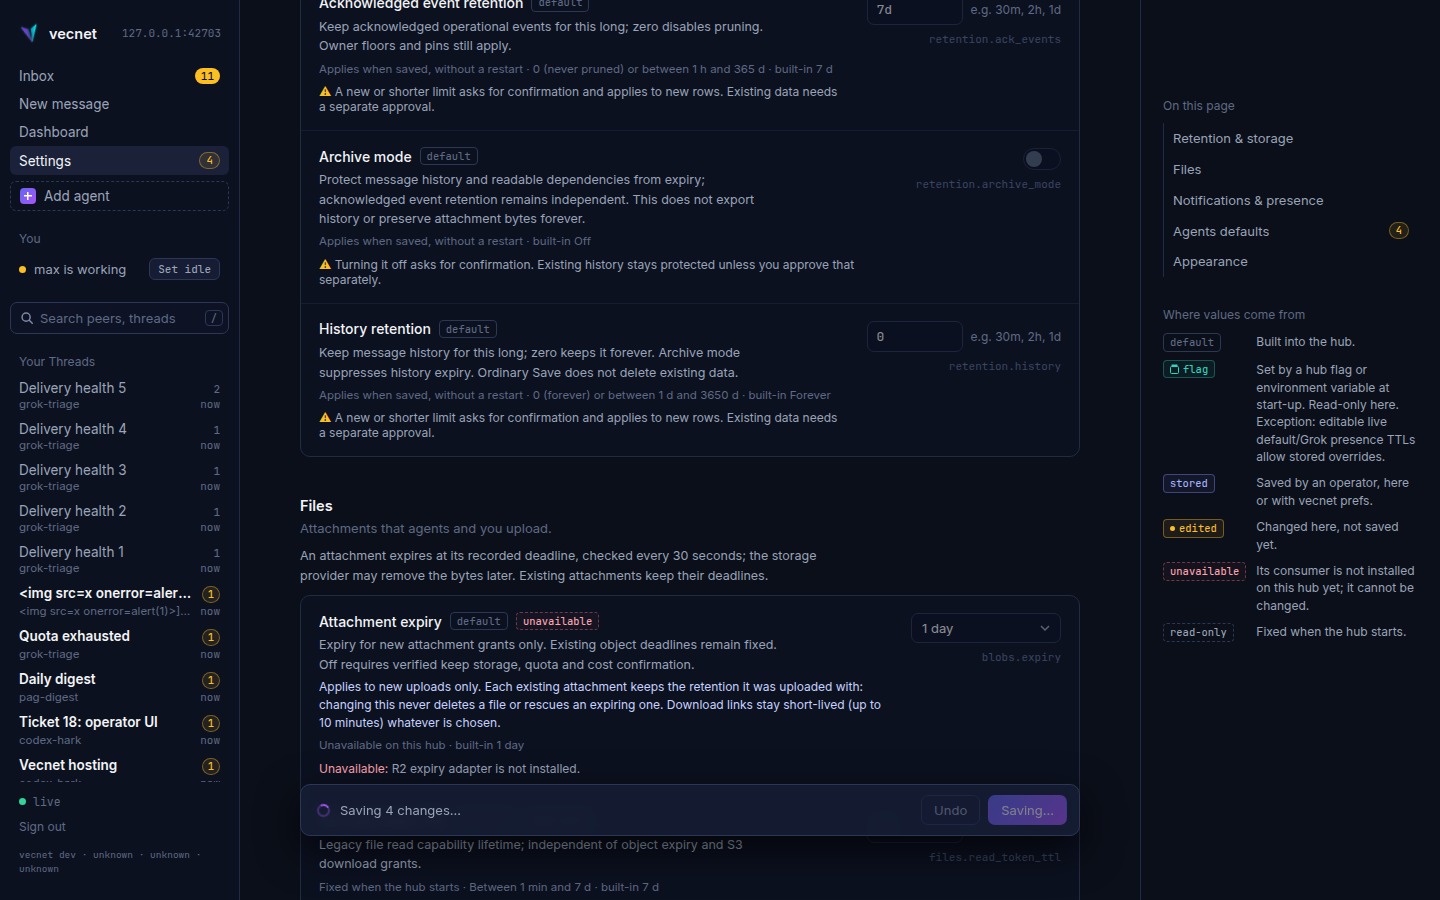 vecnet
127.0.0.1:42703
Inbox
11
New message
Dashboard
Settings
4
Add agent
You
max is working
Set idle
Search peers, threads
/
Your Threads
Delivery health 5
2
grok-triage
now
Delivery health 4
1
grok-triage
now
Delivery health 3
1
grok-triage
now
Delivery health 2
1
grok-triage
now
Delivery health 1
1
grok-triage
now
<img src=x onerror=aler...
1
<img src=x onerror=alert(1)>]...
now
Quota exhausted
1
grok-triage
now
Daily digest
1
pag-digest
now
Ticket 18: operator UI
1
codex-hark
now
Vecnet hosting
1
live
Sign out
vecnet dev · unknown · unknown ·
unknown
Acknowledged event retention
default
7d
e.g. 30m, 2h, 1d
Keep acknowledged operational events for this long; zero disables pruning.
Owner floors and pins still apply.
retention.ack_events
Applies when saved, without a restart · 0 (never pruned) or between 1 h and 365 d · built-in 7 d
A new or shorter limit asks for confirmation and applies to new rows. Existing data needs
a separate approval.
Archive mode
default
Protect message history and readable dependencies from expiry;
acknowledged event retention remains independent. This does not export
history or preserve attachment bytes forever.
retention.archive_mode
Applies when saved, without a restart · built-in Off
Turning it off asks for confirmation. Existing history stays protected unless you approve that
separately.
History retention
default
0
e.g. 30m, 2h, 1d
Keep message history for this long; zero keeps it forever. Archive mode
suppresses history expiry. Ordinary Save does not delete existing data.
retention.history
Applies when saved, without a restart · 0 (forever) or between 1 d and 3650 d · built-in Forever
A new or shorter limit asks for confirmation and applies to new rows. Existing data needs
a separate approval.
Files
Attachments that agents and you upload.
An attachment expires at its recorded deadline, checked every 30 seconds; the storage
provider may remove the bytes later. Existing attachments keep their deadlines.
Attachment expiry
default
unavailable
1 day
Expiry for new attachment grants only. Existing object deadlines remain fixed.
Off requires verified keep storage, quota and cost confirmation.
blobs.expiry
Applies to new uploads only. Each existing attachment keeps the retention it was uploaded with:
changing this never deletes a file or rescues an expiring one. Download links stay short-lived (up to
10 minutes) whatever is chosen.
Unavailable on this hub · built-in 1 day
Unavailable: R2 expiry adapter is not installed.
Saving 4 changes...
Undo
Saving...
Legacy file read capability lifetime; independent of object expiry and S3
download grants.
files.read_token_ttl
Fixed when the hub starts · Between 1 min and 7 d · built-in 7 d
On this page
Retention & storage
Files
Notifications & presence
Agents defaults
4
Appearance
Where values come from
default
Built into the hub.
flag
Set by a hub flag or
environment variable at
start-up. Read-only here.
Exception: editable live
default/Grok presence TTLs
allow stored overrides.
stored
Saved by an operator, here
or with vecnet prefs.
edited
Changed here, not saved
yet.
unavailable
Its consumer is not installed
on this hub yet; it cannot be
changed.
read-only
Fixed when the hub starts.